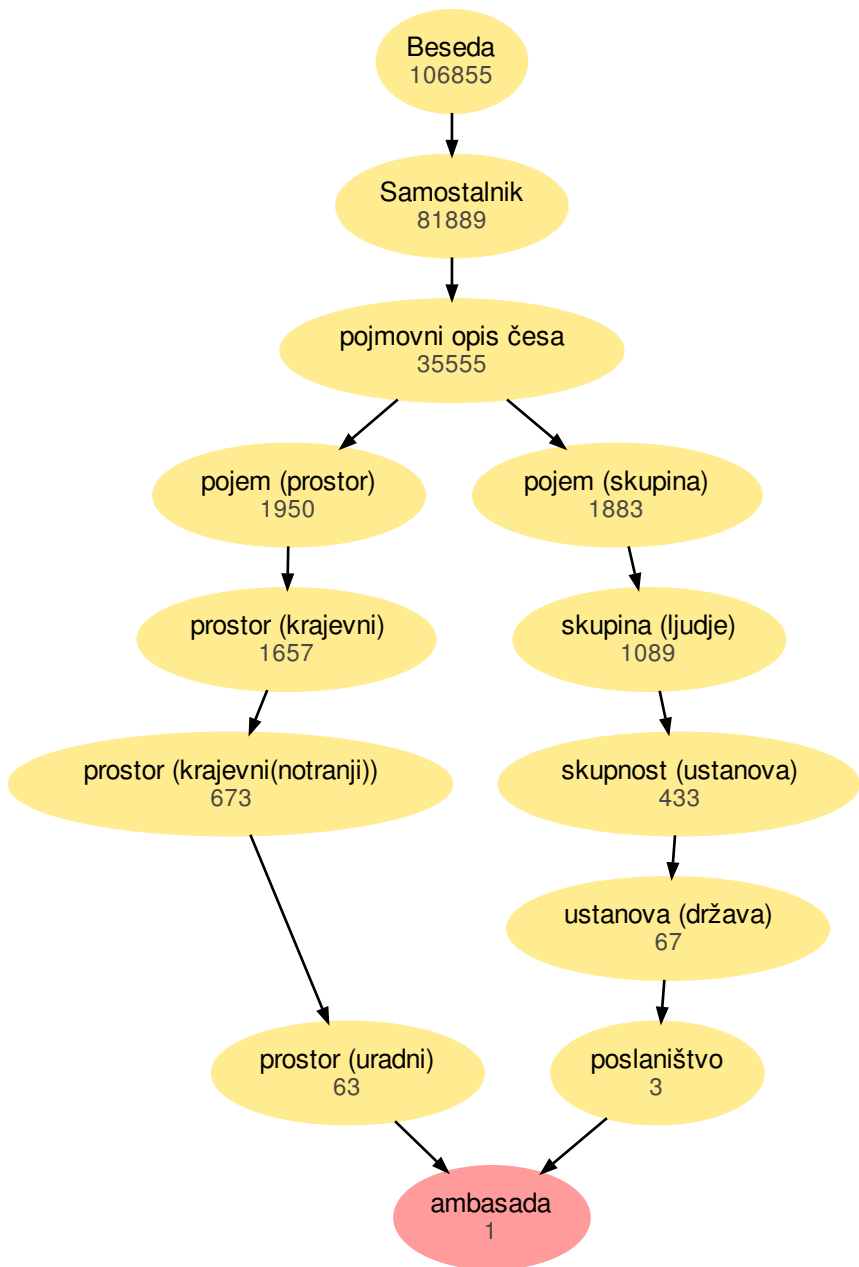 Beseda
106855
Samostalnik
81889
pojmovni opis česa
35555
pojem (prostor)
1950
pojem (skupina)
1883
prostor (krajevni)
1657
skupina (ljudje)
1089
prostor (krajevni(notranji))
673
skupnost (ustanova)
433
ustanova (država)
67
prostor (uradni)
63
poslaništvo
3
ambasada
1